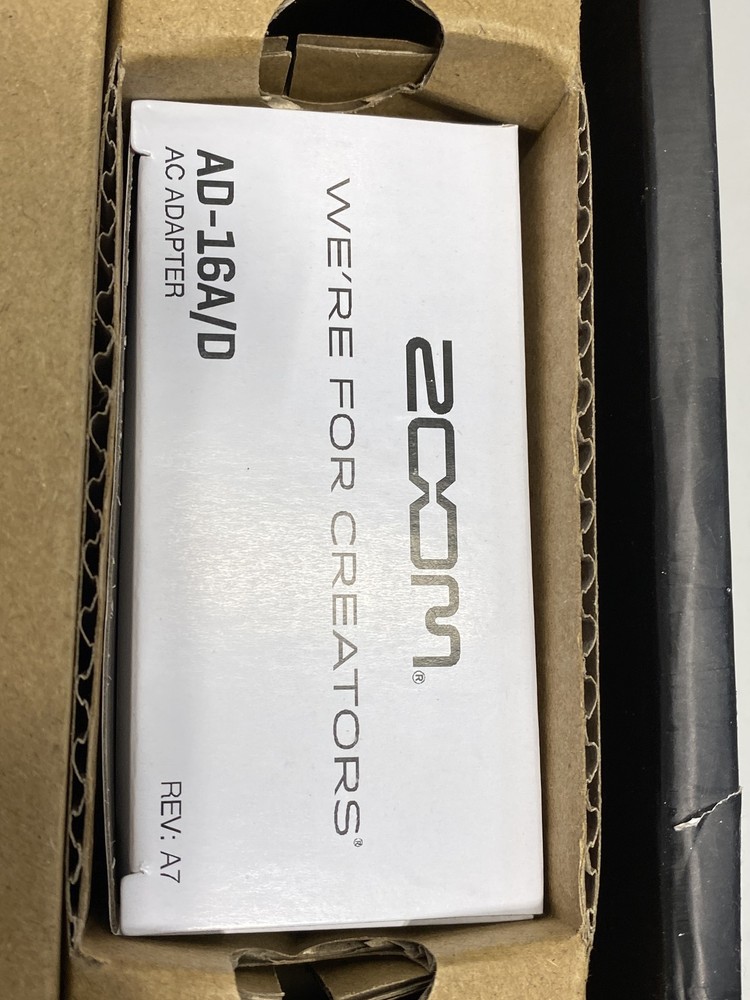 ZOOM®
WE'RE FOR CREATORS®
AD-16A/D
AC ADAPTER
REV: A7